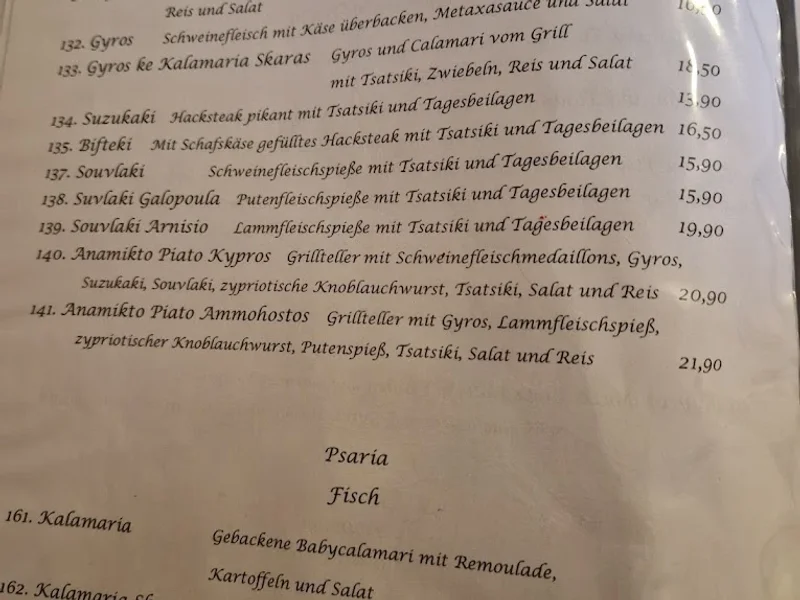 Reis und Salat
132. Gyros Schweinefleisch mit Käse überbacken, Metaxasauce und Salat
133. Gyros ke Kalamaria Skaras Gyros und Calamari vom Grill
mit Tsatsiki, Zwiebeln, Reis und Salat 18,50
134. Suzukaki Hacksteak pikant mit Tsatsiki und Tagesbeilagen 13,90
135. Bifteki Mit Schafskäse gefülltes Hacksteak mit Tsatsiki und Tagesbeilagen 16,50
137. Souvlaki Schweinefleischspieße mit Tsatsiki und Tagesbeilagen 15,90
138. Suvlaki Galopoula Putenfleischspieße mit Tsatsiki und Tagesbeilagen 15,90
139. Souvlaki Arnisio Lammfleischspieße mit Tsatsiki und Tagesbeilagen 19,90
140. Anamikto Piato Kypros Grillteller mit Schweinefleischmedaillons, Gyros,
Suzukaki, Souvlaki, zypriotische Knoblauchwurst, Tsatsiki, Salat und Reis 20,90
141. Anamikto Piato Ammohostos Grillteller mit Gyros, Lammfleischspieß,
zypriotischer Knoblauchwurst, Putenspieß, Tsatsiki, Salat und Reis 21,90
Psaria
Fisch
161. Kalamaria Gebackene Babycalamari mit Remoulade,
Kartoffeln und Salat
162. Kalamaria